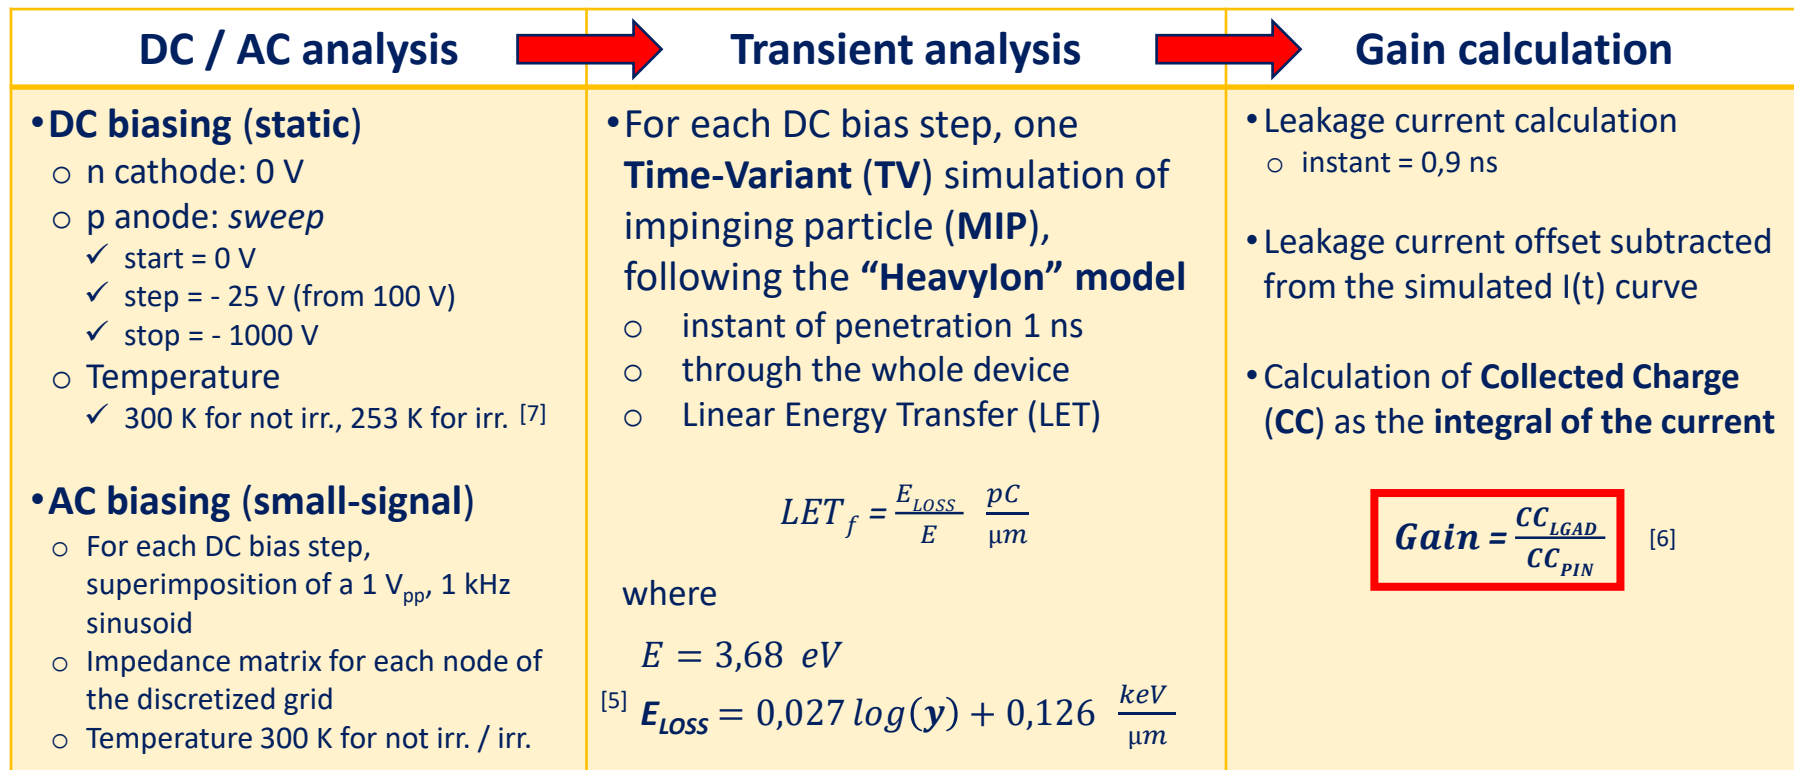 DC / AC analysis
Transient analysis
Gain calculation
•DC biasing (static)
o n cathode: 0 V
o p anode: sweep
✓ start = 0 V
✓ step = - 25 V (from 100 V)
✓ stop = - 1000 V
o Temperature
✓ 300 K for not irr., 253 K for irr. [7]
•AC biasing (small-signal)
o For each DC bias step,
superimposition of a 1 Vpp, 1 kHz
sinusoid
o Impedance matrix for each node of
the discretized grid
o Temperature 300 K for not irr. / irr.
•For each DC bias step, one
Time-Variant (TV) simulation of
impinging particle (MIP),
following the “HeavyIon” model
o instant of penetration 1 ns
o through the whole device
o Linear Energy Transfer (LET)
LET_f = E_LOSS / E pC / µm
where
E = 3,68 eV
[5] E_LOSS = 0,027 log(y) + 0,126 keV / µm
• Leakage current calculation
o instant = 0,9 ns
• Leakage current offset subtracted
from the simulated I(t) curve
• Calculation of Collected Charge
(CC) as the integral of the current
Gain = CC_LGAD / CC_PIN [6]